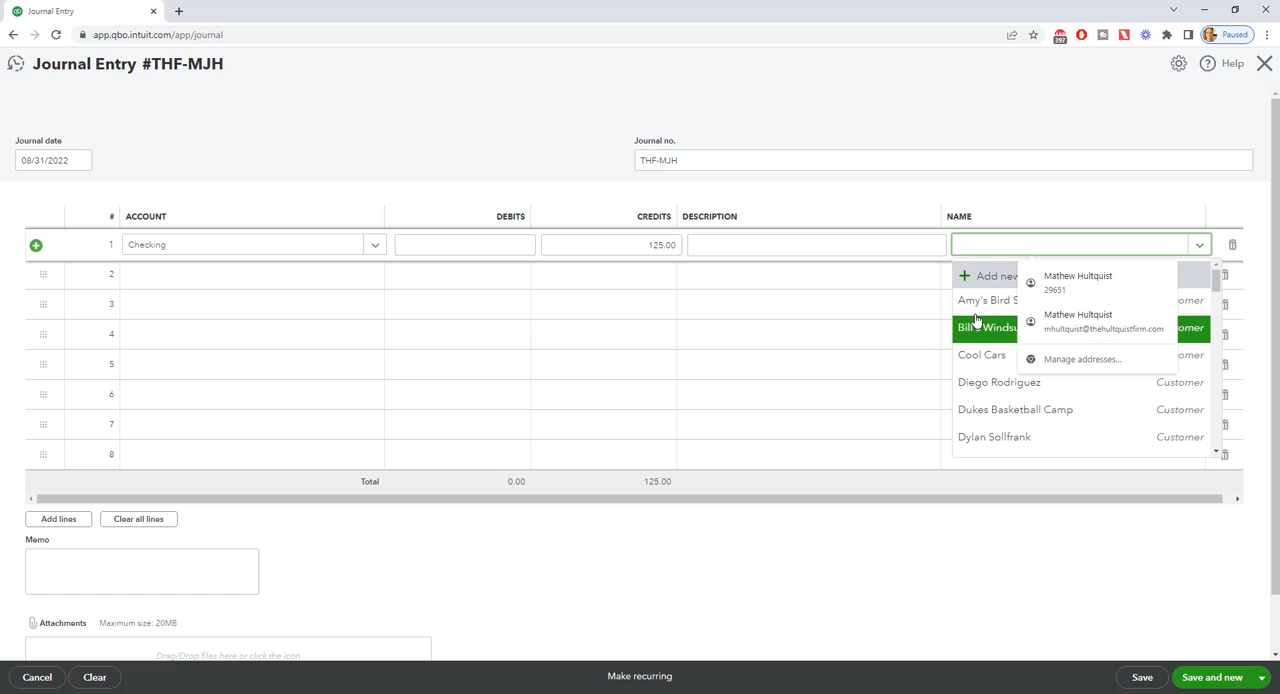 Journal Entry
app.qbo.intuit.com/app/journal
397
Paused
Journal Entry #THF-MJH
Help
Journal date
Journal no.
08/31/2022
THF-MJH
# ACCOUNT DEBITS CREDITS DESCRIPTION NAME
1 Checking 125.00
2
3
4
5
6
7
8
Add new
Amy's Bird S omer
Bill's Windsu omer
Cool Cars omer
Diego Rodriguez Customer
Dukes Basketball Camp Customer
Dylan Sollfrank Customer
Mathew Hultquist
29651
Mathew Hultquist
mhultquist@thehultquistfirm.com
Manage addresses...
Total 0.00 125.00
Add lines Clear all lines
Memo
Attachments Maximum size: 20MB
Drag/Drop files here or click the icon
Cancel Clear Make recurring Save Save and new